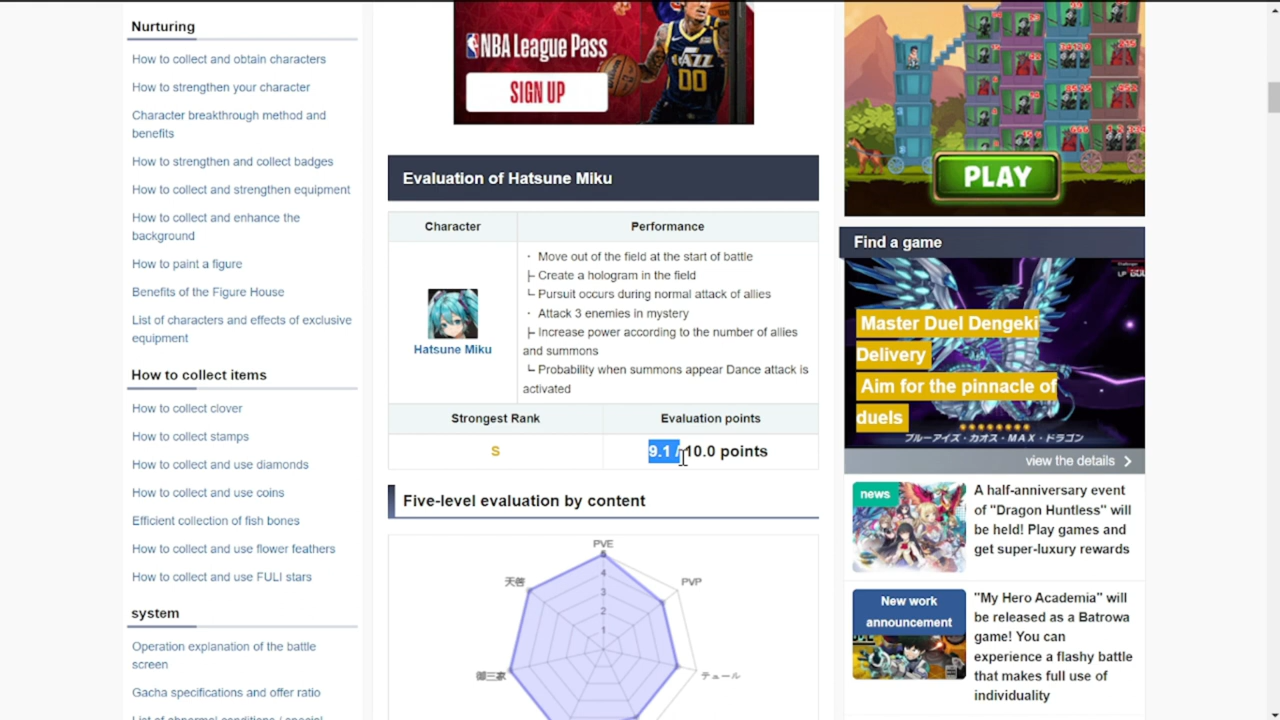 Nurturing
How to collect and obtain characters
How to strengthen your character
Character breakthrough method and
benefits
How to strengthen and collect badges
How to collect and strengthen equipment
How to collect and enhance the
background
How to paint a figure
Benefits of the Figure House
List of characters and effects of exclusive
equipment
How to collect items
How to collect clover
How to collect stamps
How to collect and use diamonds
How to collect and use coins
Efficient collection of fish bones
How to collect and use flower feathers
How to collect and use FULI stars
system
Operation explanation of the battle
screen
Gacha specifications and offer ratio
NBA League Pass
SIGN UP
JAZZ
00
Evaluation of Hatsune Miku
Character
Performance
Hatsune Miku
・ Move out of the field at the start of battle
├ Create a hologram in the field
└ Pursuit occurs during normal attack of allies
・ Attack 3 enemies in mystery
├ Increase power according to the number of allies
and summons
└ Probability when summons appear Dance attack is
activated
Strongest Rank
Evaluation points
S
9.1 / 10.0 points
Five-level evaluation by content
PVE
PVP
テュール
御三家
5
4
3
2
1
PLAY
Find a game
Master Duel Dengeki
Delivery
Aim for the pinnacle of
duels
ブルーアイズ・カオス・MAX・ドラゴン
view the details
news
A half-anniversary event
of "Dragon Huntless" will
be held! Play games and
get super-luxury rewards
New work
announcement
"My Hero Academia" will
be released as a Batrowa
game! You can
experience a flashy battle
that makes full use of
individuality